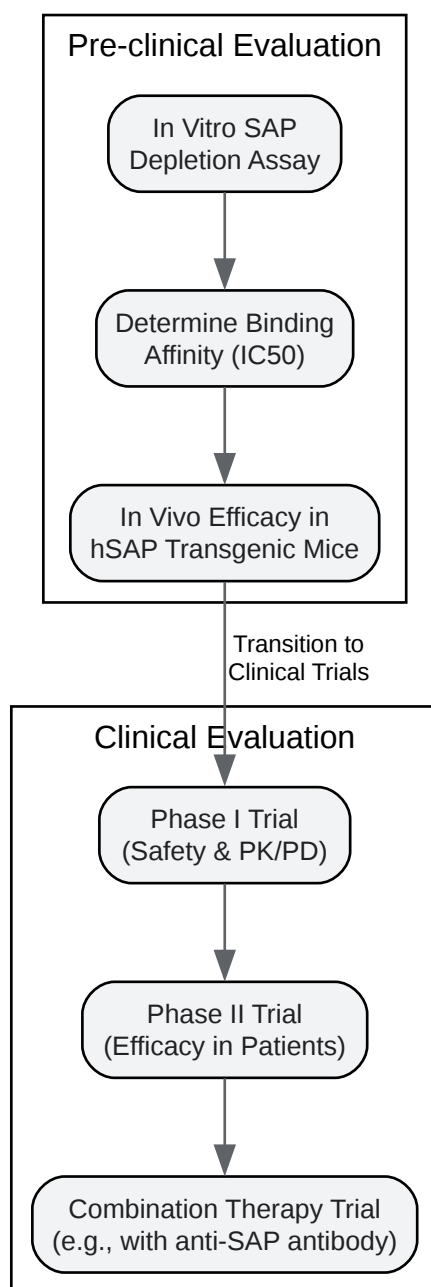 Pre-clinical Evaluation
In Vitro SAP
Depletion Assay
Determine Binding
Affinity (IC50)
In Vivo Efficacy in
hSAP Transgenic Mice
Transition to
Clinical Trials
Clinical Evaluation
Phase I Trial
(Safety & PK/PD)
Phase II Trial
(Efficacy in Patients)
Combination Therapy Trial
(e.g., with anti-SAP antibody)